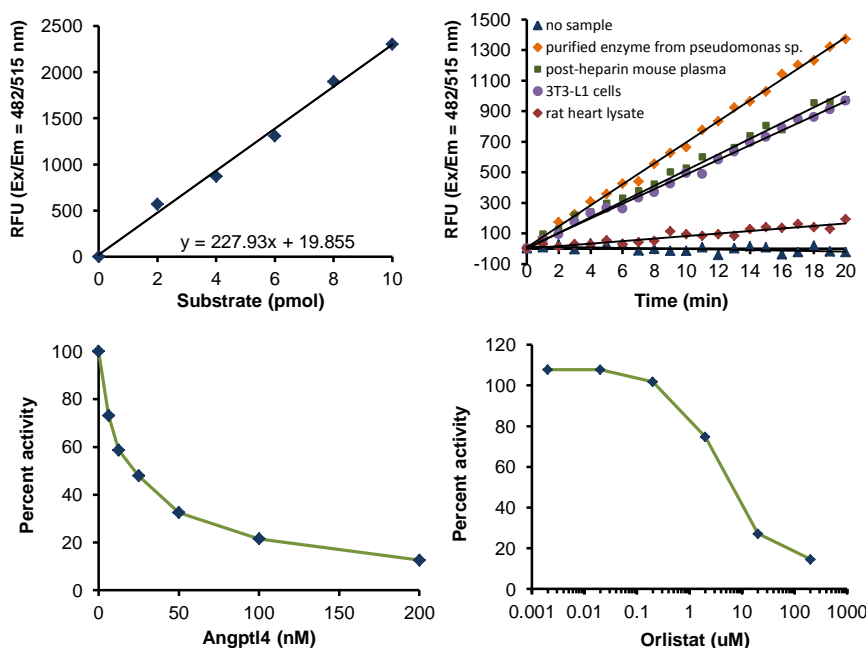 RFU (Ex/Em = 482/515 nm)
2500
2000
1500
1000
500
0
y = 227.93x + 19.855
0 2 4 6 8 10
Substrate (pmol)
RFU (Ex/Em = 482/515 nm)
1500
1300
1100
900
700
500
300
100
-100
no sample
purified enzyme from pseudomonas sp.
post-heparin mouse plasma
3T3-L1 cells
rat heart lysate
0 2 4 6 8 10 12 14 16 18 20
Time (min)
Percent activity
100
80
60
40
20
0
0 50 100 150 200
Angptl4 (nM)
Percent activity
120
100
80
60
40
20
0
0.001 0.01 0.1 1 10 100 1000
Orlistat (uM)